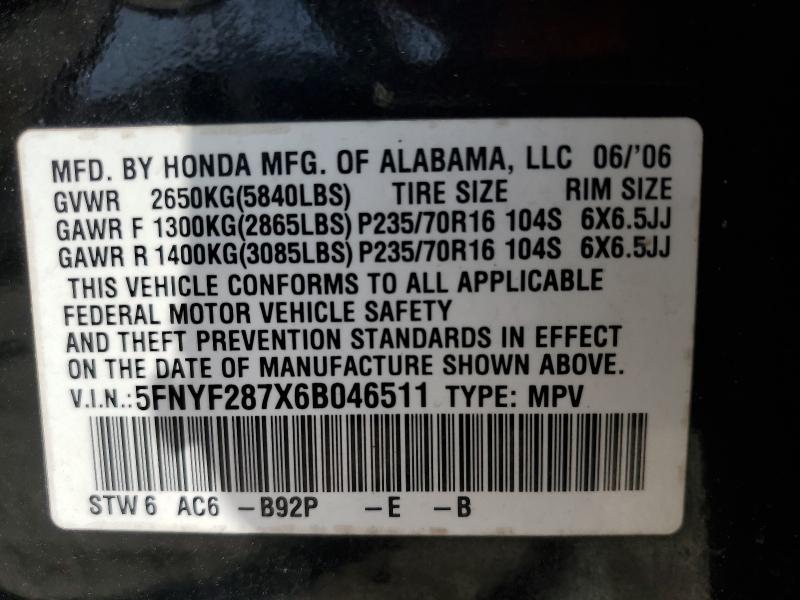 MFD. BY HONDA MFG. OF ALABAMA, LLC 06/'06
GVWR 2650KG(5840LBS) TIRE SIZE RIM SIZE
GAWR F 1300KG(2865LBS) P235/70R16 104S 6X6.5JJ
GAWR R 1400KG(3085LBS) P235/70R16 104S 6X6.5JJ
THIS VEHICLE CONFORMS TO ALL APPLICABLE
FEDERAL MOTOR VEHICLE SAFETY
AND THEFT PREVENTION STANDARDS IN EFFECT
ON THE DATE OF MANUFACTURE SHOWN ABOVE.
V.I.N.:5FNYF287X6B046511 TYPE: MPV
STW6 AC6 -B92P -E -B